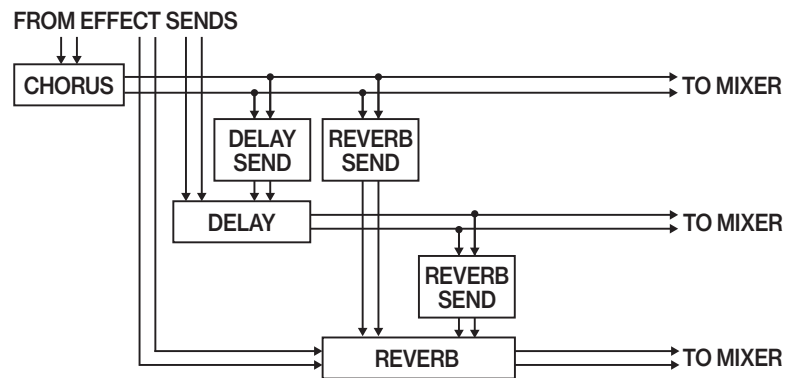 FROM EFFECT SENDS
CHORUS
TO MIXER
DELAY
SEND
REVERB
SEND
DELAY
TO MIXER
REVERB
SEND
REVERB
TO MIXER